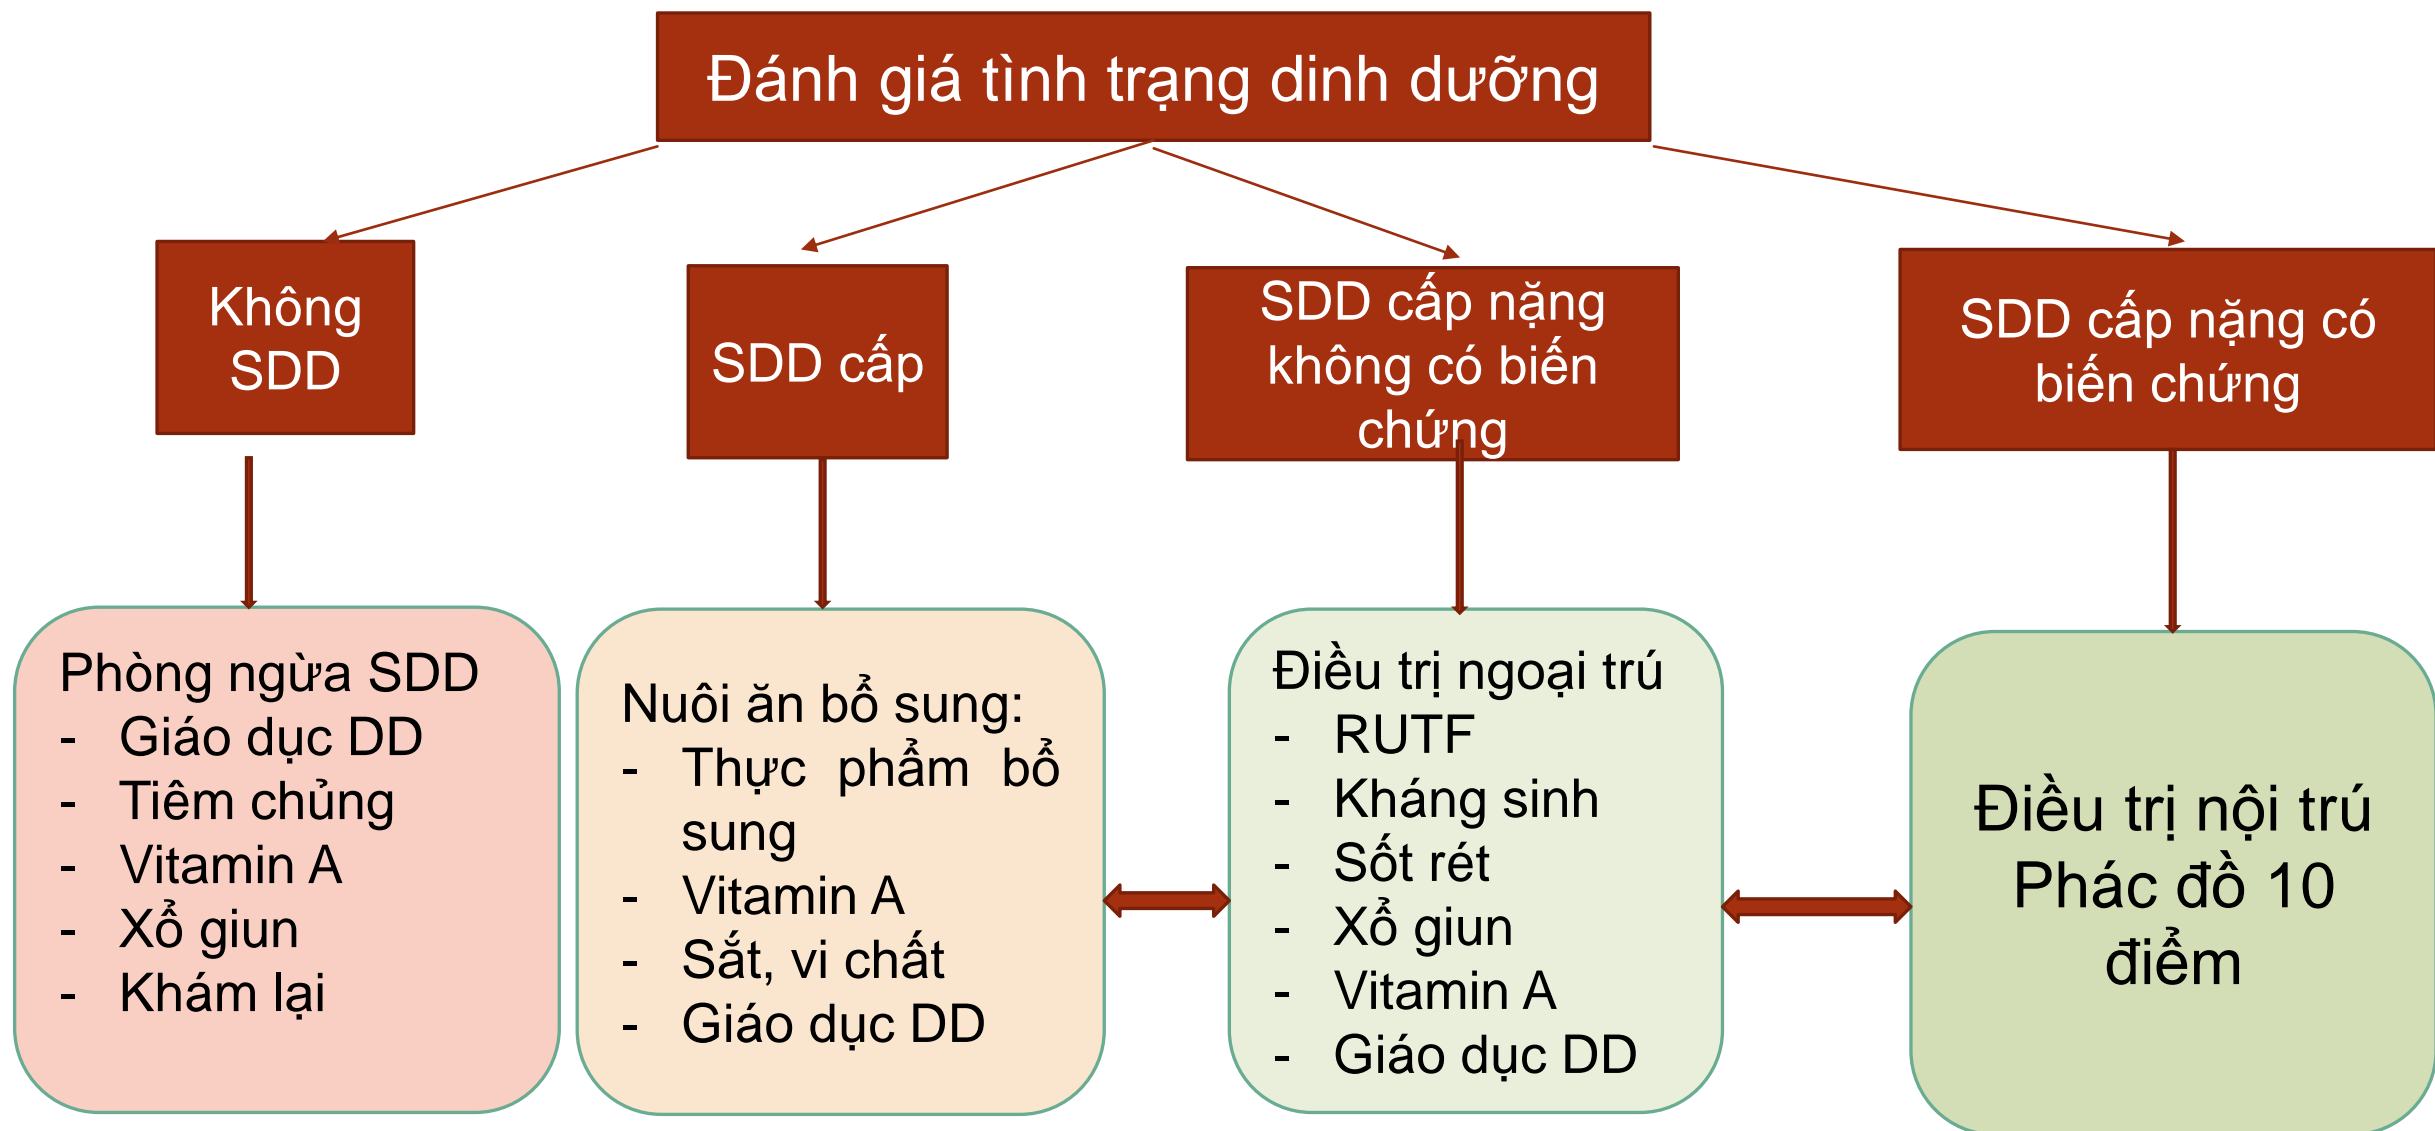 Đánh giá tình trạng dinh dưỡng
Không
SDD
SDD cấp
SDD cấp nặng
không có biến
chứng
SDD cấp nặng có
biến chứng
Phòng ngừa SDD
- Giáo dục DD
- Tiêm chủng
- Vitamin A
- Xổ giun
- Khám lại
Nuôi ăn bổ sung:
- Thực phẩm bổ
sung
- Vitamin A
- Sắt, vi chất
- Giáo dục DD
Điều trị ngoại trú
- RUTF
- Kháng sinh
- Sốt rét
- Xổ giun
- Vitamin A
- Giáo dục DD
Điều trị nội trú
Phác đồ 10
điểm